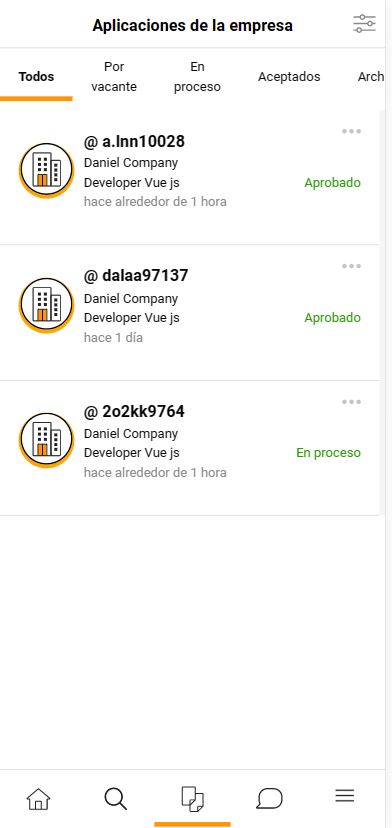 Aplicaciones de la empresa
Todos
Por
vacante
En
proceso
Aceptados
Arch
@ a.lnn10028
Daniel Company
Developer Vue js
Aprobado
hace alrededor de 1 hora
@ dalaa97137
Daniel Company
Developer Vue js
Aprobado
hace 1 día
@ 2o2kk9764
Daniel Company
Developer Vue js
En proceso
hace alrededor de 1 hora